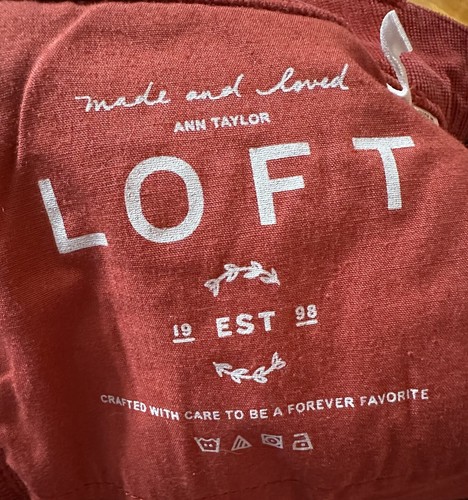 made and loved
ANN TAYLOR
LOFT
19 EST 98
CRAFTED WITH CARE TO BE A FOREVER FAVORITE